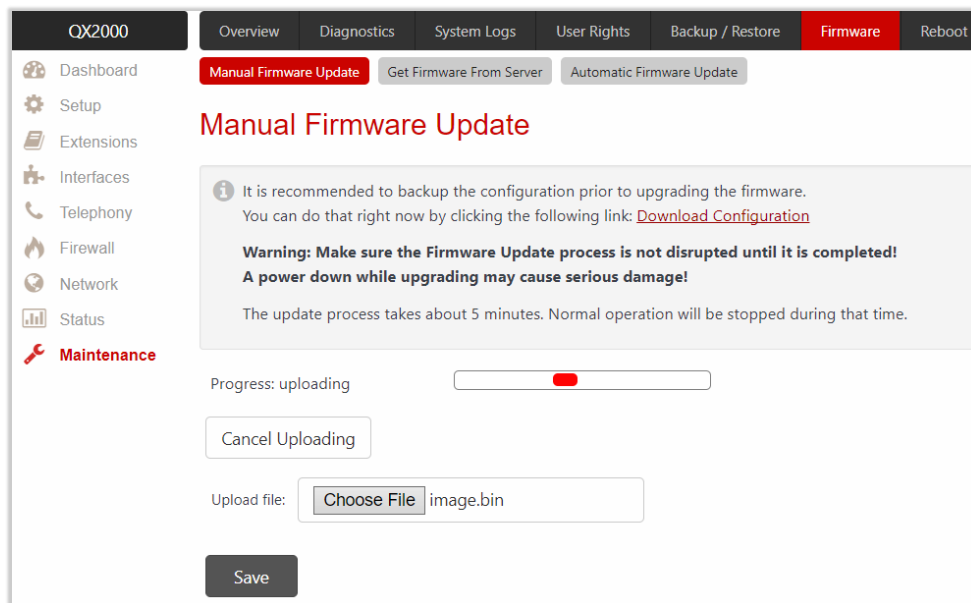 QX2000
Overview Diagnostics System Logs User Rights Backup / Restore Firmware Reboot
Dashboard
Setup
Extensions
Interfaces
Telephony
Firewall
Network
Status
Maintenance
Manual Firmware Update Get Firmware From Server Automatic Firmware Update
Manual Firmware Update
It is recommended to backup the configuration prior to upgrading the firmware.
You can do that right now by clicking the following link: Download Configuration
Warning: Make sure the Firmware Update process is not disrupted until it is completed!
A power down while upgrading may cause serious damage!
The update process takes about 5 minutes. Normal operation will be stopped during that time.
Progress: uploading
Cancel Uploading
Upload file: Choose File image.bin
Save